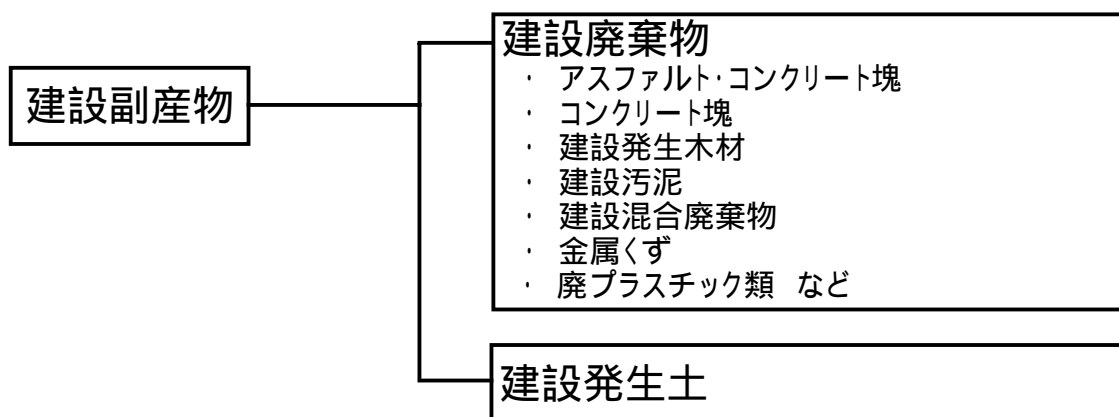 建設副産物
建設廃棄物
・ アスファルト・コンクリート塊
・ コンクリート塊
・ 建設発生木材
・ 建設汚泥
・ 建設混合廃棄物
・ 金属くず
・ 廃プラスチック類 など
建設発生土